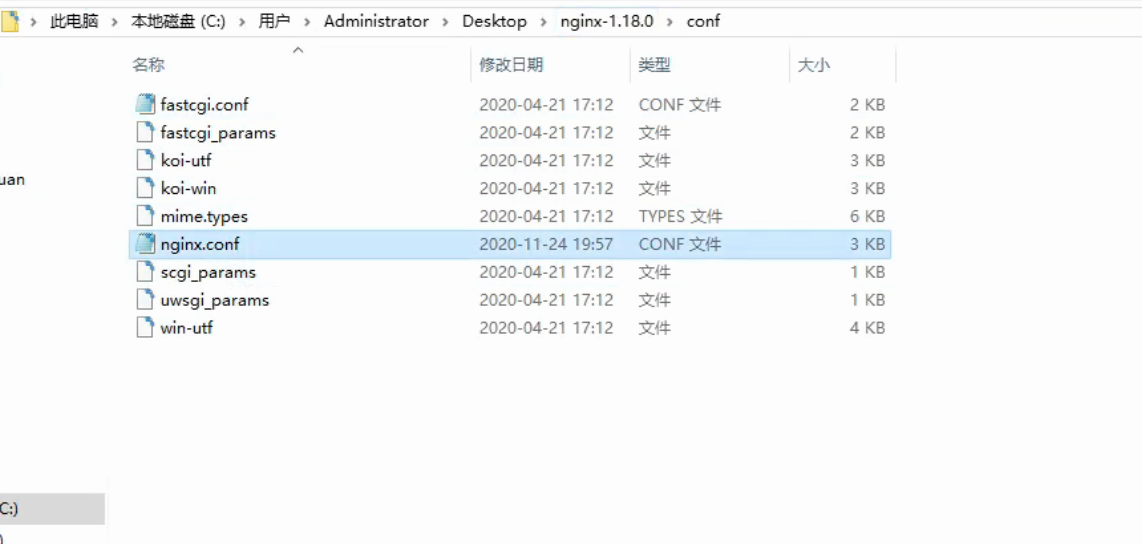 此电脑 > 本地磁盘 (C:) > 用户 > Administrator > Desktop > nginx-1.18.0 > conf
名称 修改日期 类型 大小
fastcgi.conf 2020-04-21 17:12 CONF 文件 2 KB
fastcgi_params 2020-04-21 17:12 文件 2 KB
koi-utf 2020-04-21 17:12 文件 3 KB
uan
koi-win 2020-04-21 17:12 文件 3 KB
mime.types 2020-04-21 17:12 TYPES 文件 6 KB
nginx.conf 2020-11-24 19:57 CONF 文件 3 KB
scgi_params 2020-04-21 17:12 文件 1 KB
uwsgi_params 2020-04-21 17:12 文件 1 KB
win-utf 2020-04-21 17:12 文件 4 KB
C:)
)